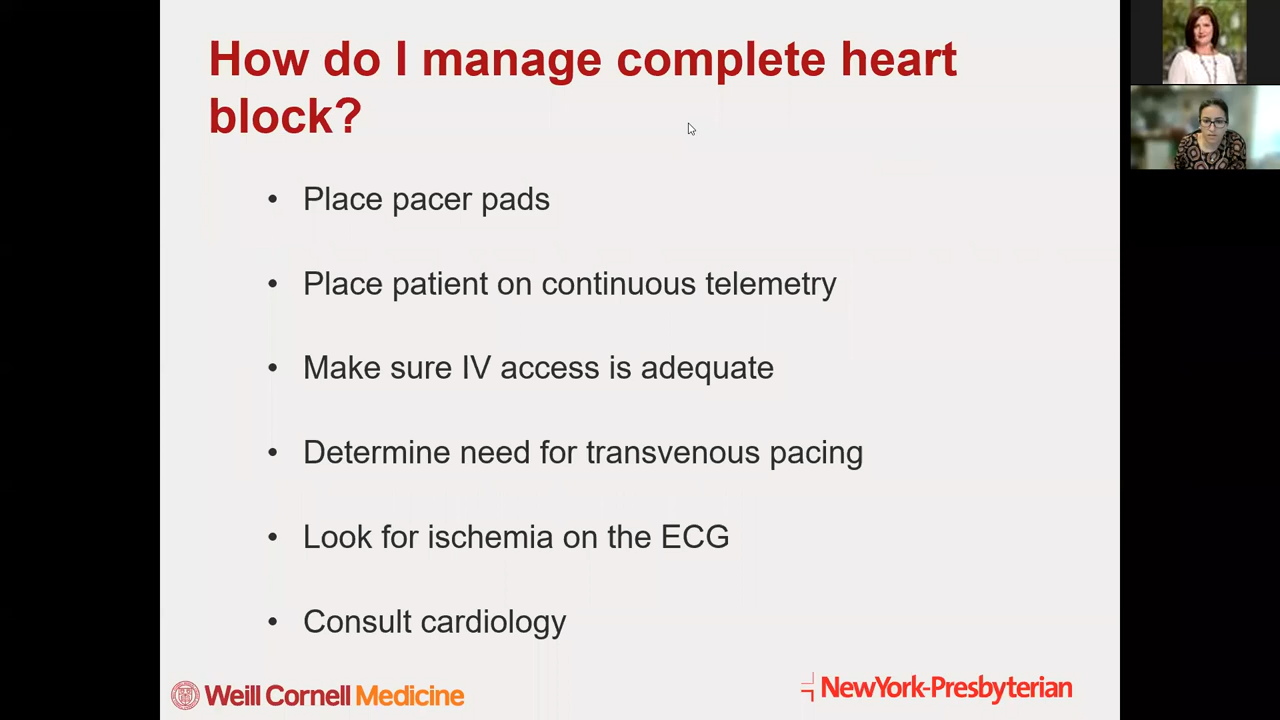 How do I manage complete heart
block?
• Place pacer pads
• Place patient on continuous telemetry
• Make sure IV access is adequate
• Determine need for transvenous pacing
• Look for ischemia on the ECG
• Consult cardiology
Weill Cornell Medicine
NewYork-Presbyterian